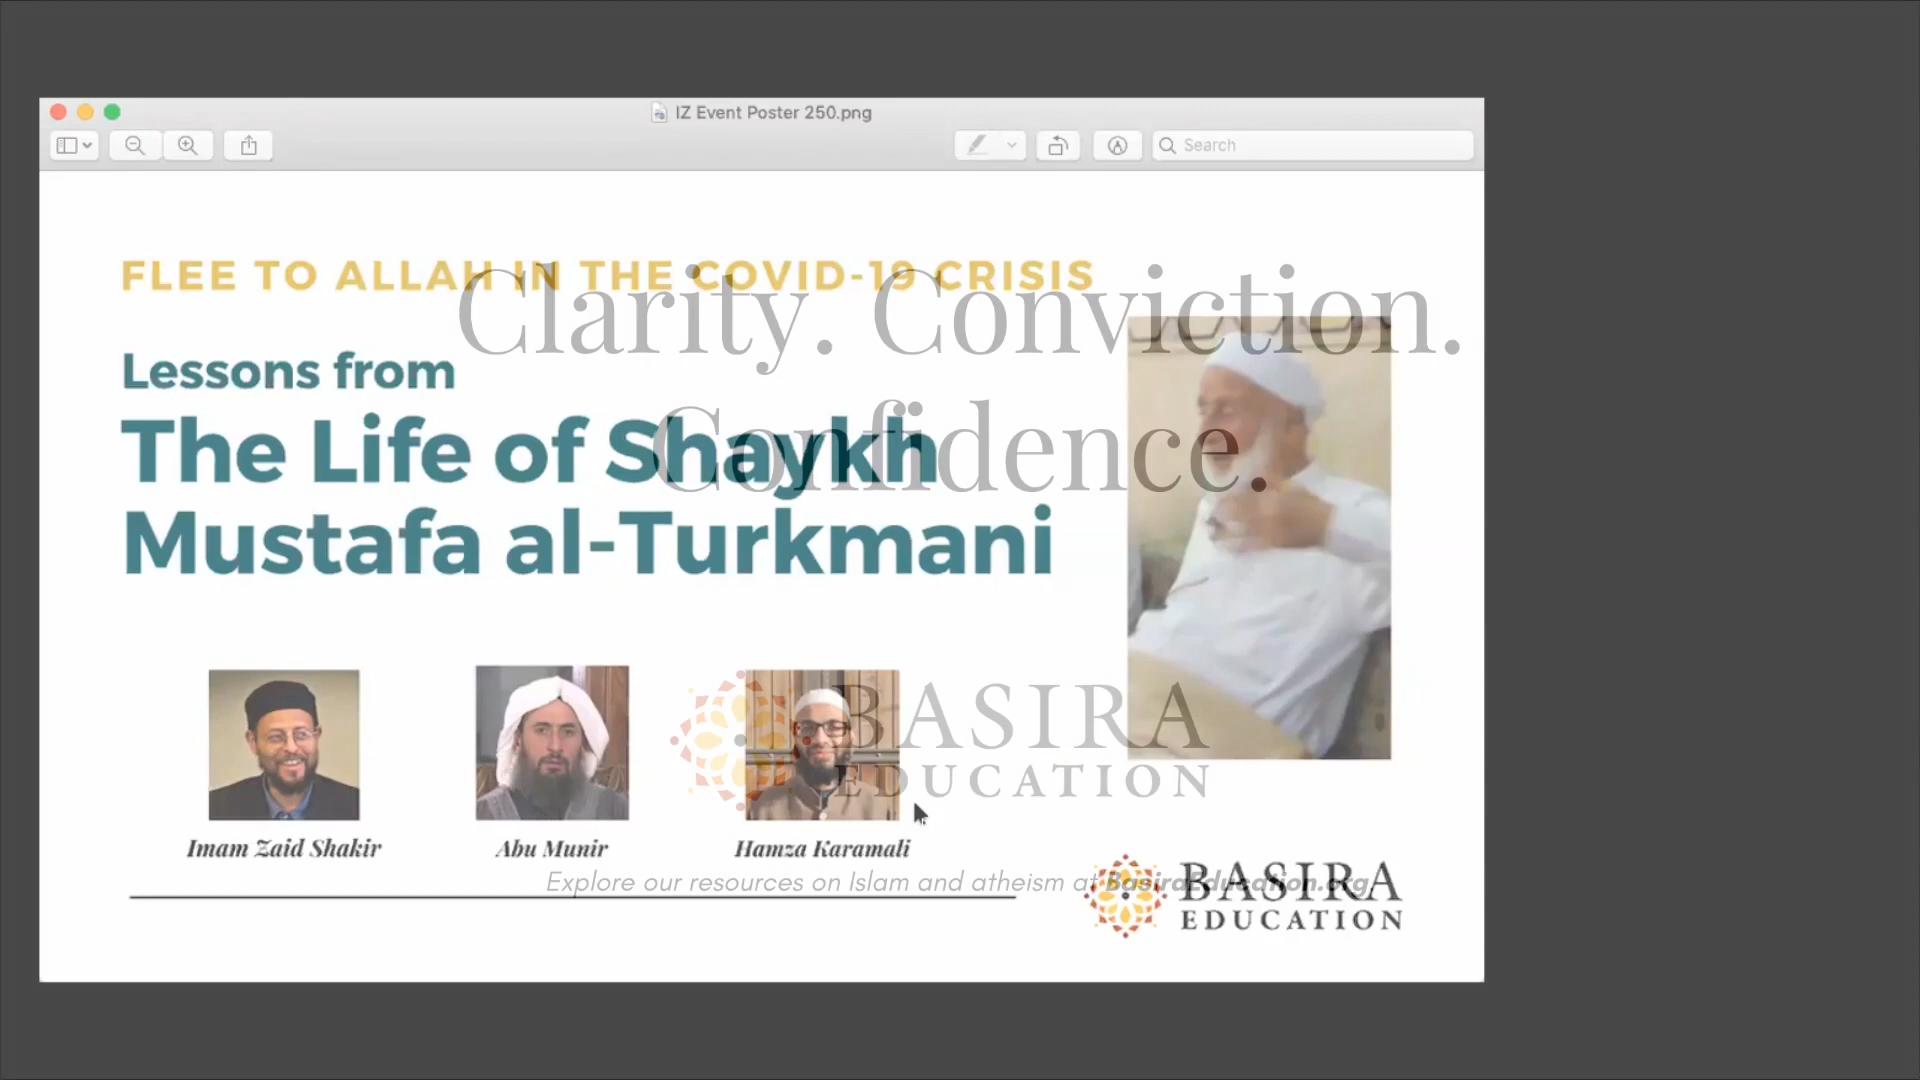 IZ Event Poster 250.png
Search
FLEE TO ALLAH IN THE COVID-19 CRISIS
Clarity. Conviction.
Confidence.
Lessons from
The Life of Shaykh
Mustafa al-Turkmani
BASIRA
EDUCATION
Imam Zaid Shakir
Abu Munir
Hamza Karamali
Explore our resources on Islam and atheism at BasiraEducation.org
BASIRA
EDUCATION